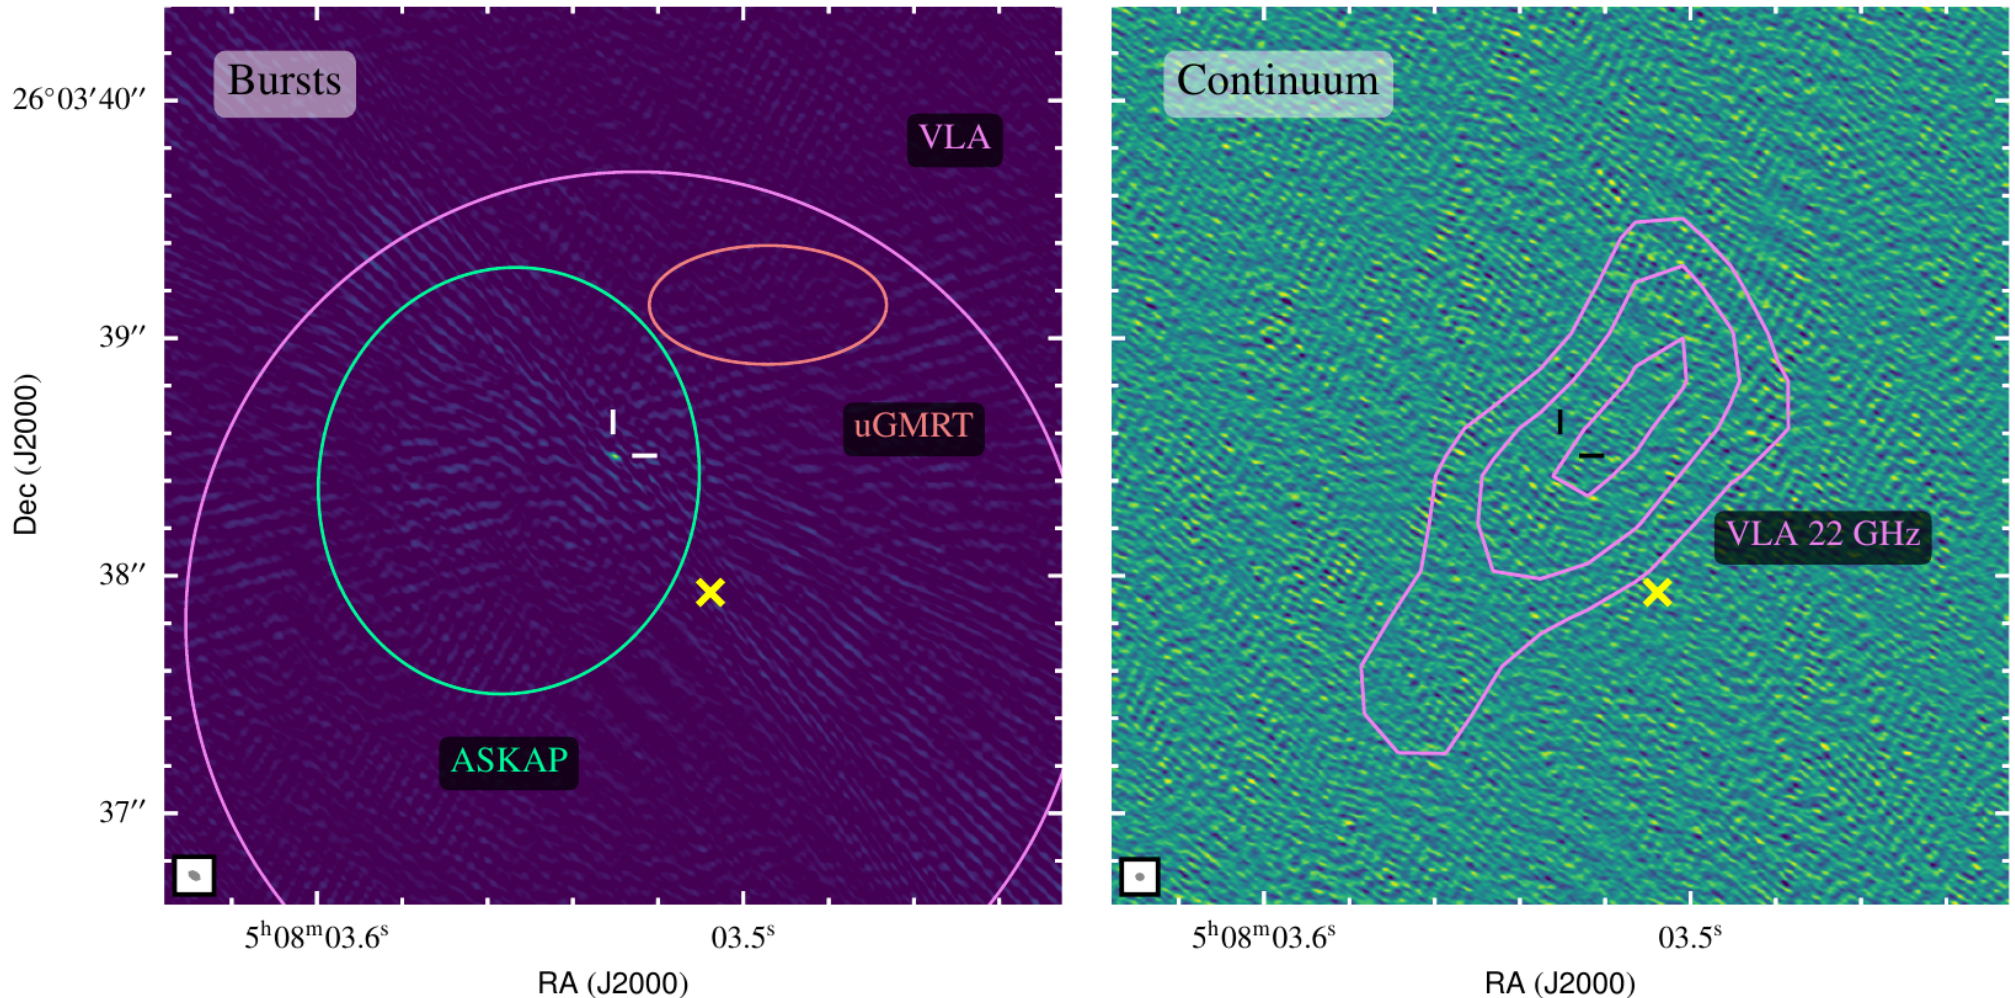 Bursts
VLA
uGMRT
ASKAP
26°03′40′′
39′′
38′′
37′′
Dec (J2000)
5ʰ08ᵐ03.6ˢ
03.5ˢ
RA (J2000)
Continuum
VLA 22 GHz
5ʰ08ᵐ03.6ˢ
03.5ˢ
RA (J2000)